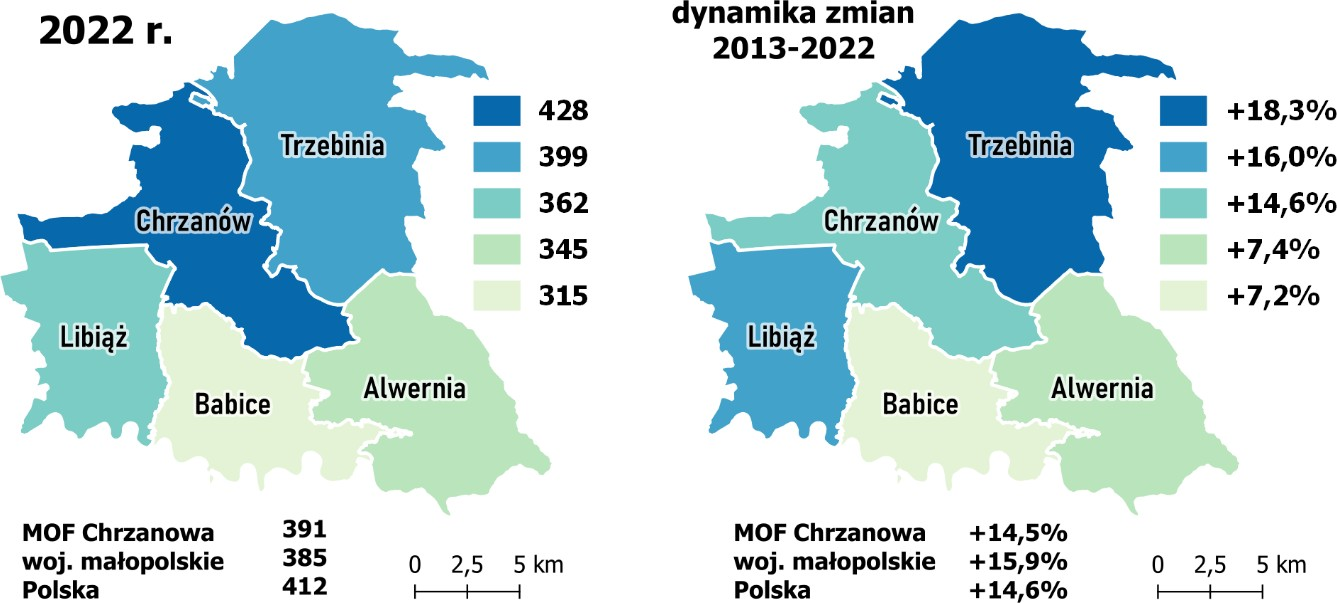 2022 r.
428
399
362
345
315
Trzebinia
Chrzanów
Libiąż
Babice
Alwernia
MOF Chrzanowa 391
woj. małopolskie 385
Polska 412
0 2,5 5 km
dynamika zmian
2013-2022
+18,3%
+16,0%
+14,6%
+7,4%
+7,2%
Trzebinia
Chrzanów
Libiąż
Babice
Alwernia
MOF Chrzanowa +14,5%
woj. małopolskie +15,9%
Polska +14,6%
0 2,5 5 km